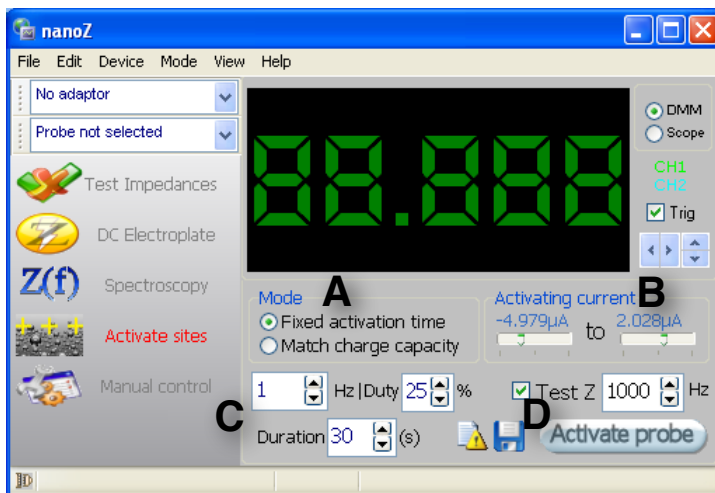 nanoZ
File Edit Device Mode View Help
No adaptor
Probe not selected
88.888
DMM
Scope
CH1
CH2
Trig
Test Impedances
DC Electroplate
Z(f) Spectroscopy
Activate sites
Manual control
A
Mode
Fixed activation time
Match charge capacity
B
Activating current
-4.979µA to 2.028µA
C
1 Hz|Duty 25 %
Duration 30 (s)
Test Z 1000 Hz
D
Activate probe